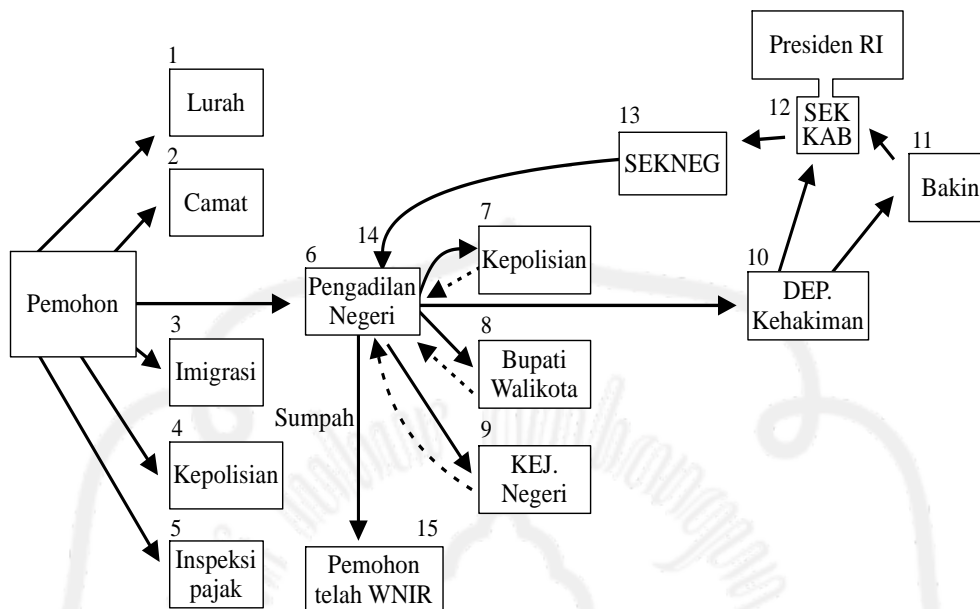 Presiden RI
1
Lurah
12
SEK
KAB
13
SEKNEG
11
Bakin
2
Camat
7
Kepolisian
14
6
Pengadilan
Negeri
10
DEP.
Kehakiman
Pemohon
3
Imigrasi
8
Bupati
Walikota
Sumpah
4
Kepolisian
9
KEJ.
Negeri
5
Inspeksi
pajak
15
Pemohon
telah WNIR